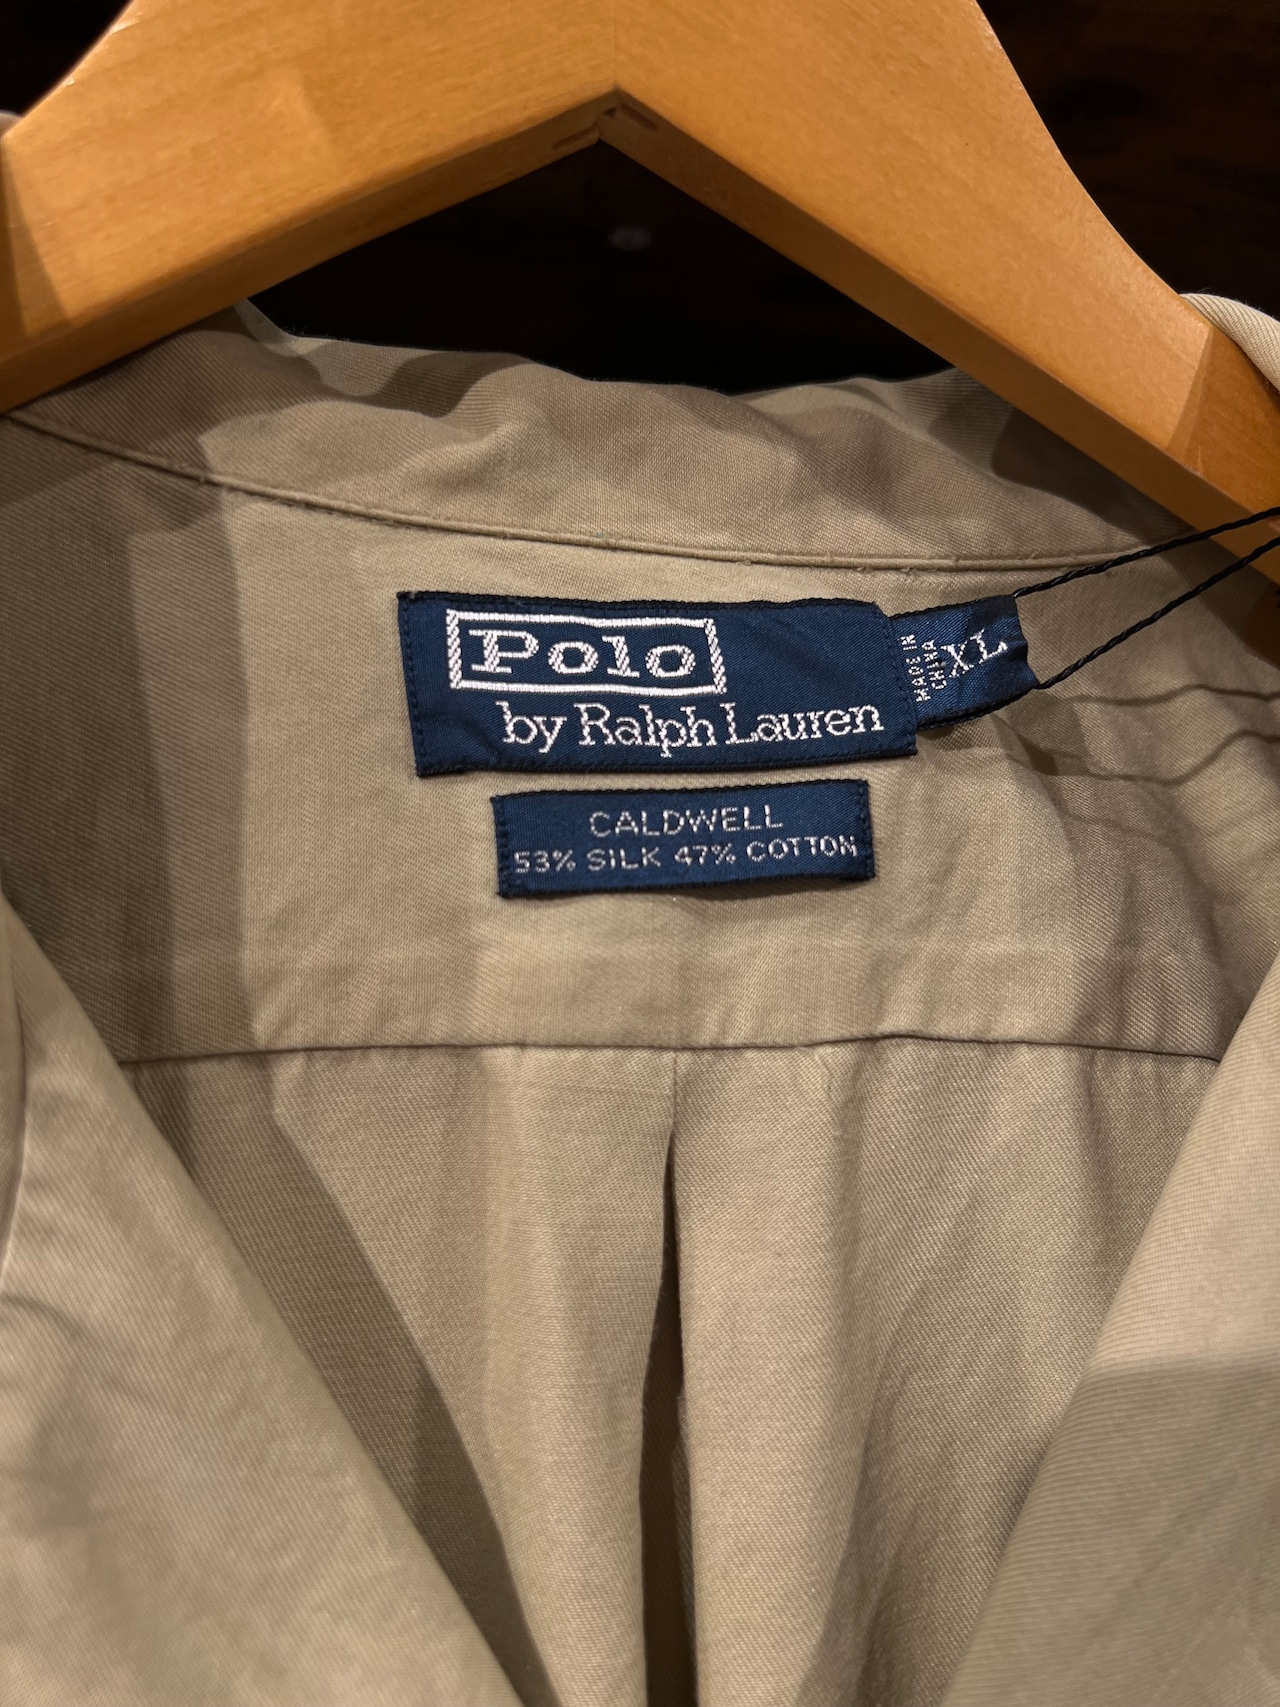 Polo
by Ralph Lauren
MADE IN
CHINA
XL
CALDWELL
53% SILK 47% COTTON